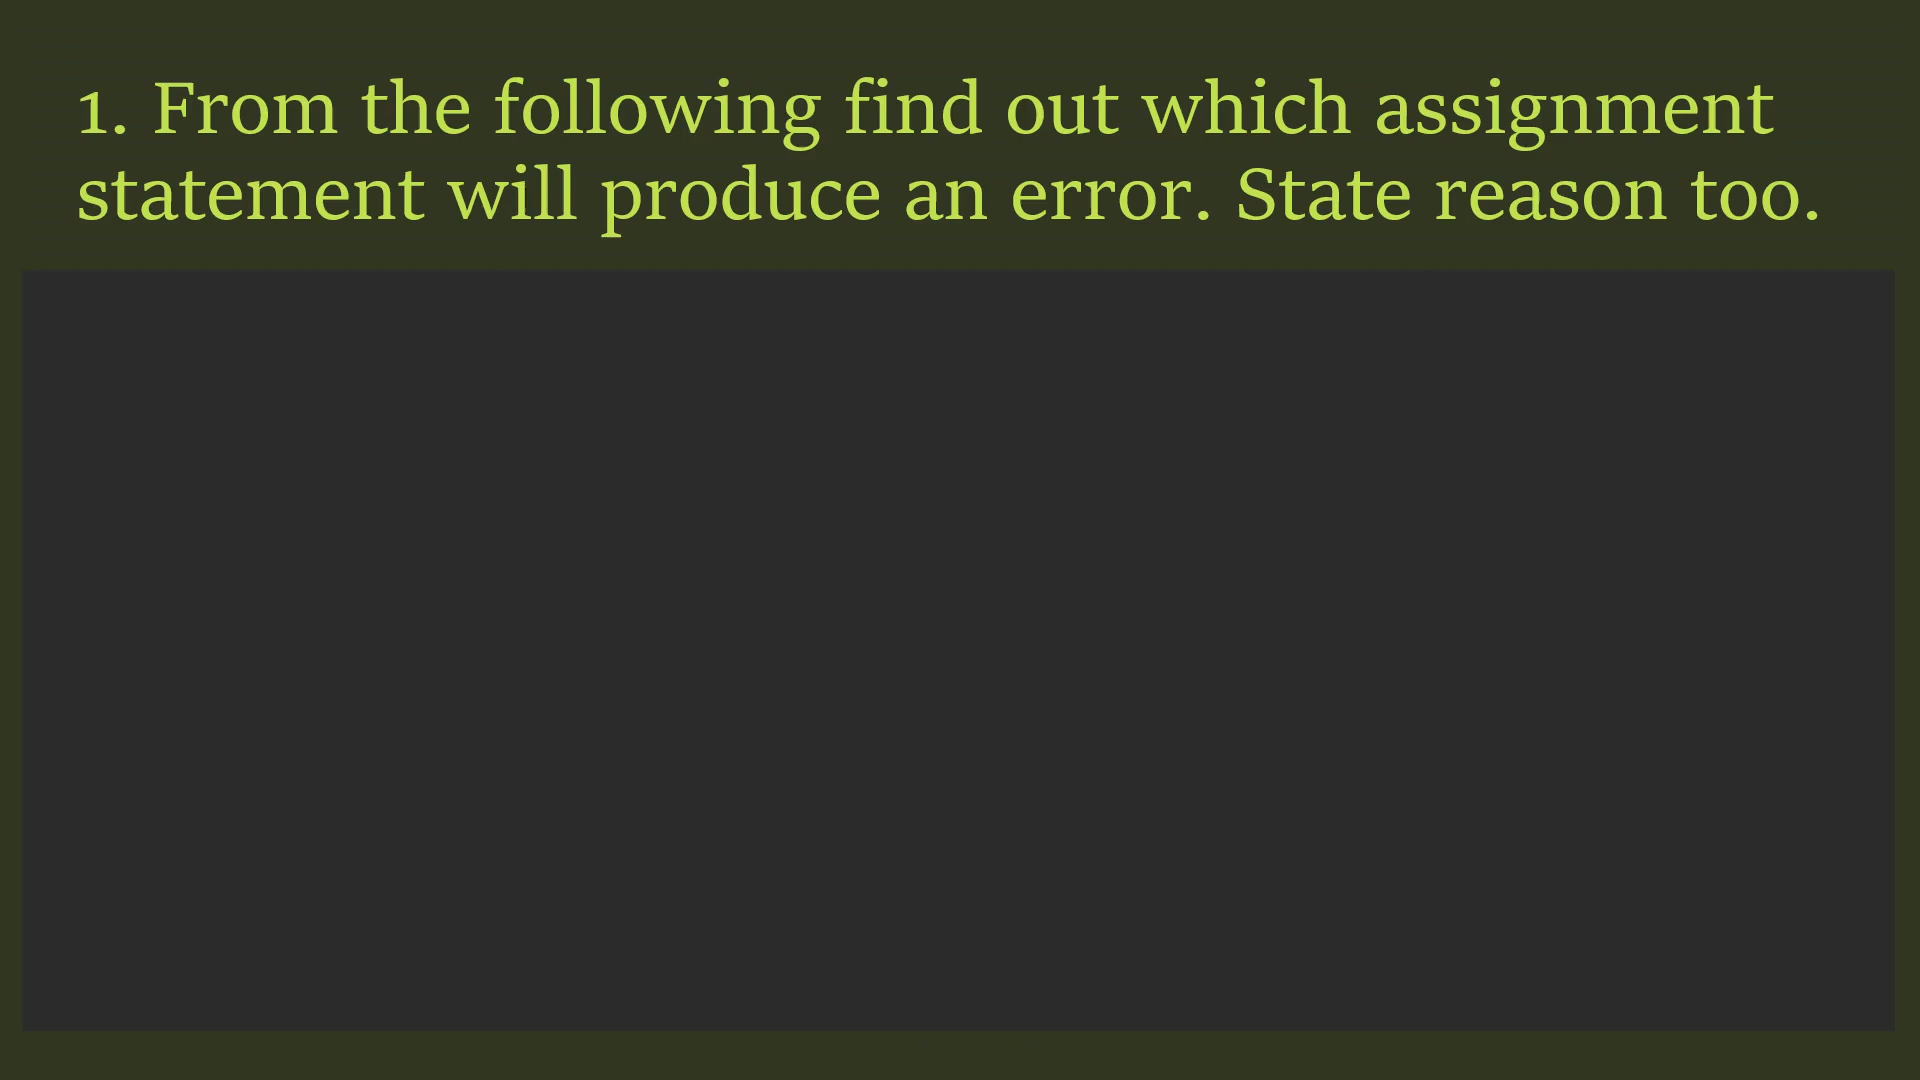 1. From the following find out which assignment
statement will produce an error. State reason too.